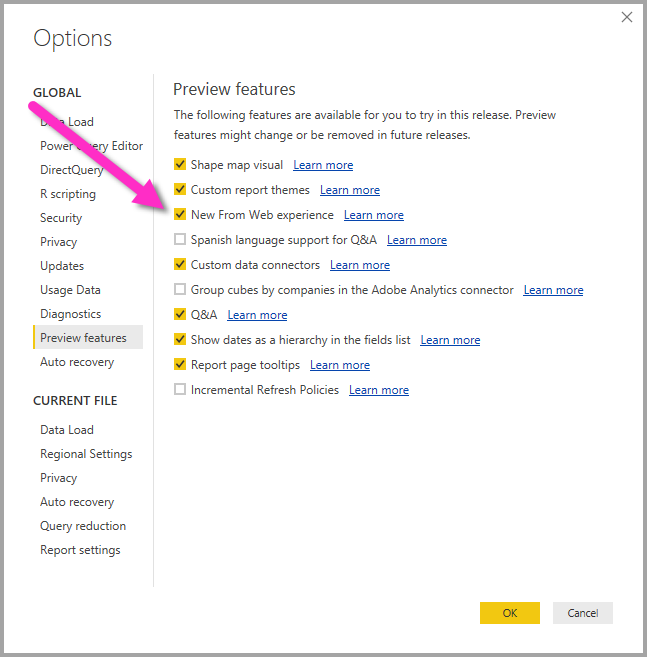 Options
GLOBAL
Data Load
Power Query Editor
DirectQuery
R scripting
Security
Privacy
Updates
Usage Data
Diagnostics
Preview features
Auto recovery
CURRENT FILE
Data Load
Regional Settings
Privacy
Auto recovery
Query reduction
Report settings
Preview features
The following features are available for you to try in this release. Preview
features might change or be removed in future releases.
Shape map visual Learn more
Custom report themes Learn more
New From Web experience Learn more
Spanish language support for Q&A Learn more
Custom data connectors Learn more
Group cubes by companies in the Adobe Analytics connector Learn more
Q&A Learn more
Show dates as a hierarchy in the fields list Learn more
Report page tooltips Learn more
Incremental Refresh Policies Learn more
OK Cancel